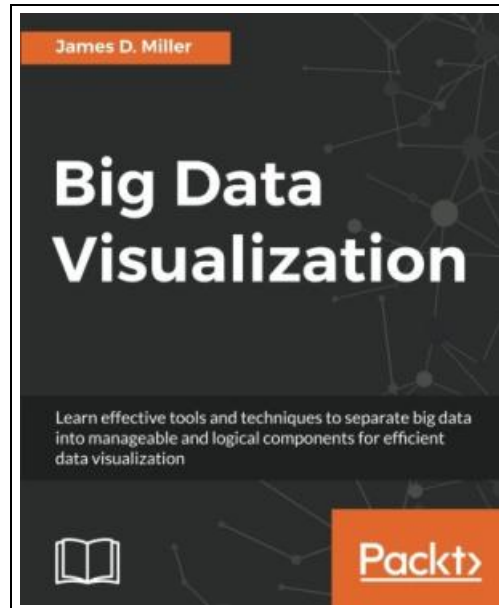 James D. Miller
Big Data
Visualization
Learn effective tools and techniques to separate big data
into manageable and logical components for efficient
data visualization
Packt>